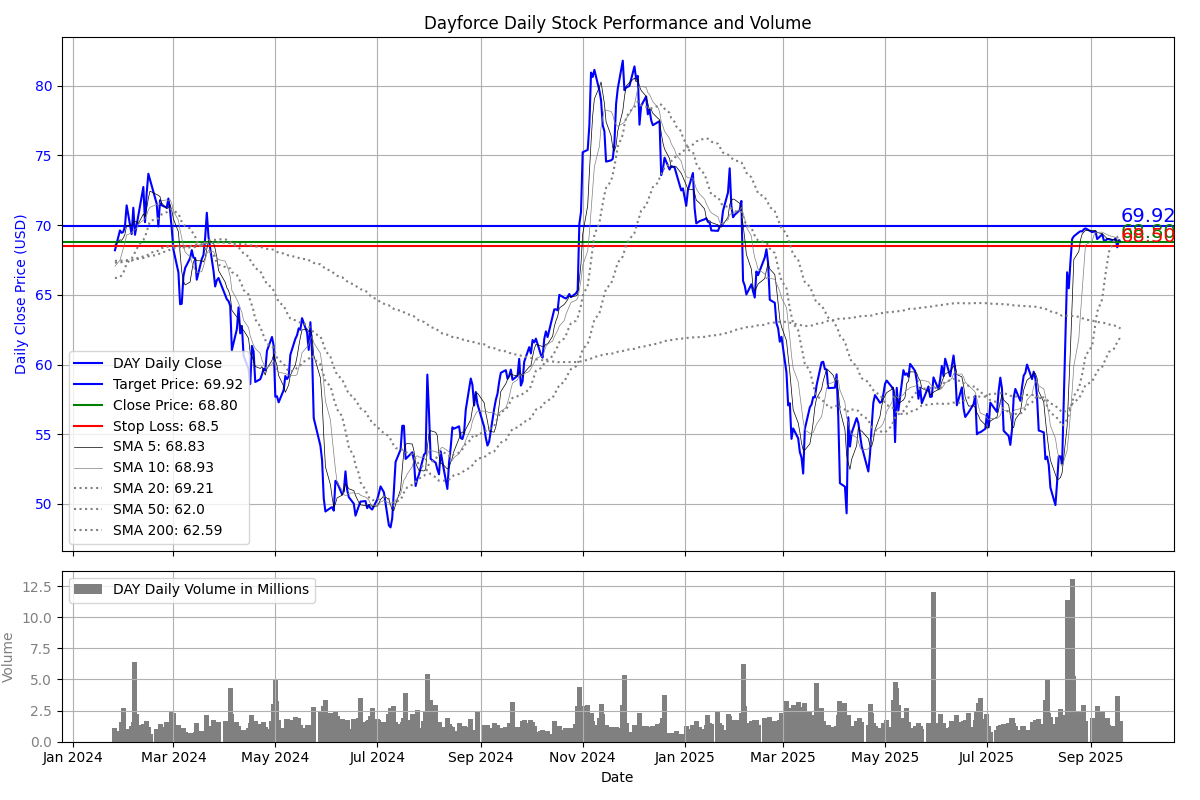 Dayforce Daily Stock Performance and Volume
Daily Close Price (USD)
80
75
70
65
60
55
50
69.92
68.50
DAY Daily Close
Target Price: 69.92
Close Price: 68.80
Stop Loss: 68.5
SMA 5: 68.83
SMA 10: 68.93
SMA 20: 69.21
SMA 50: 62.0
SMA 200: 62.59
Volume
12.5
10.0
7.5
5.0
2.5
0.0
DAY Daily Volume in Millions
Jan 2024 Mar 2024 May 2024 Jul 2024 Sep 2024 Nov 2024 Jan 2025 Mar 2025 May 2025 Jul 2025 Sep 2025
Date